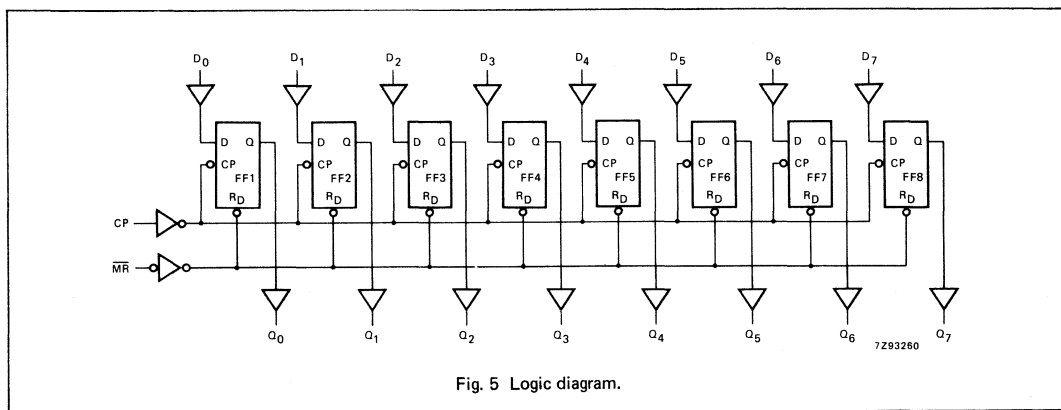 D0 D1 D2 D3 D4 D5 D6 D7
D Q D Q D Q D Q D Q D Q D Q D Q
CP CP CP CP CP CP CP CP
FF1 FF2 FF3 FF4 FF5 FF6 FF7 FF8
RD RD RD RD RD RD RD RD
CP
M̅R̅
Q0 Q1 Q2 Q3 Q4 Q5 Q6 Q7
7Z93260
Fig. 5 Logic diagram.